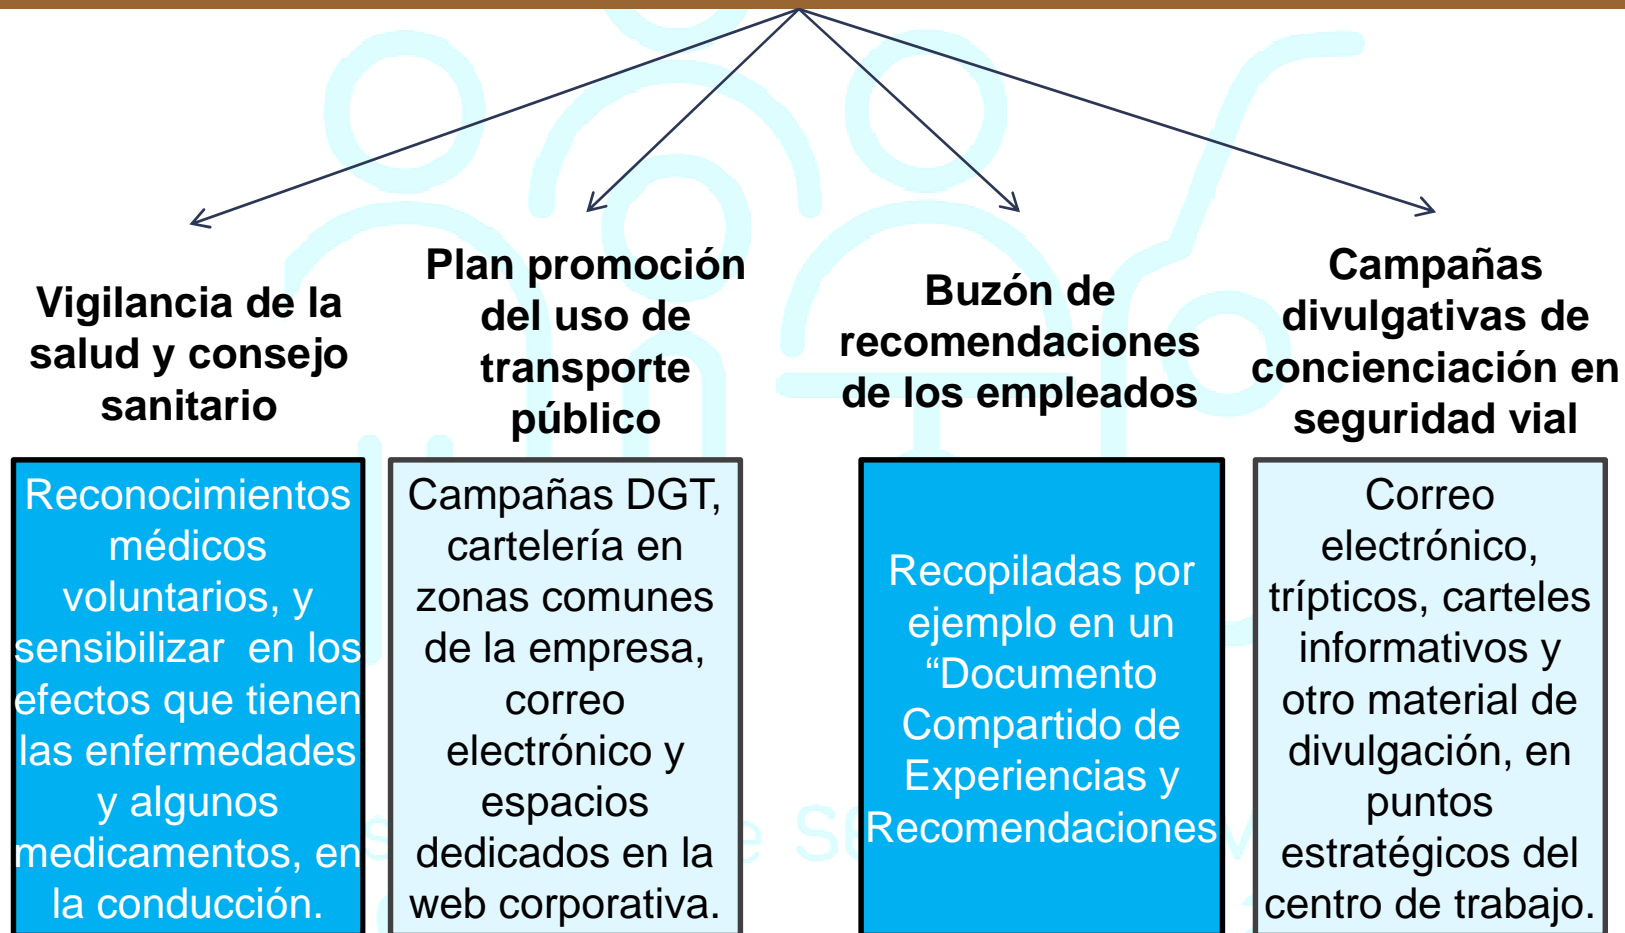 Vigilancia de la
salud y consejo
sanitario
Plan promoción
del uso de
transporte
público
Buzón de
recomendaciones
de los empleados
Campañas
divulgativas de
concienciación en
seguridad vial
Reconocimientos
médicos
voluntarios, y
sensibilizar  en los
efectos que tienen
las enfermedades
y algunos
medicamentos, en
la conducción.
Campañas DGT,
cartelería en
zonas comunes
de la empresa,
correo
electrónico y
espacios
dedicados en la
web corporativa.
Recopiladas por
ejemplo en un
“Documento
Compartido de
Experiencias y
Recomendaciones
Correo
electrónico,
trípticos, carteles
informativos y
otro material de
divulgación, en
puntos
estratégicos del
centro de trabajo.